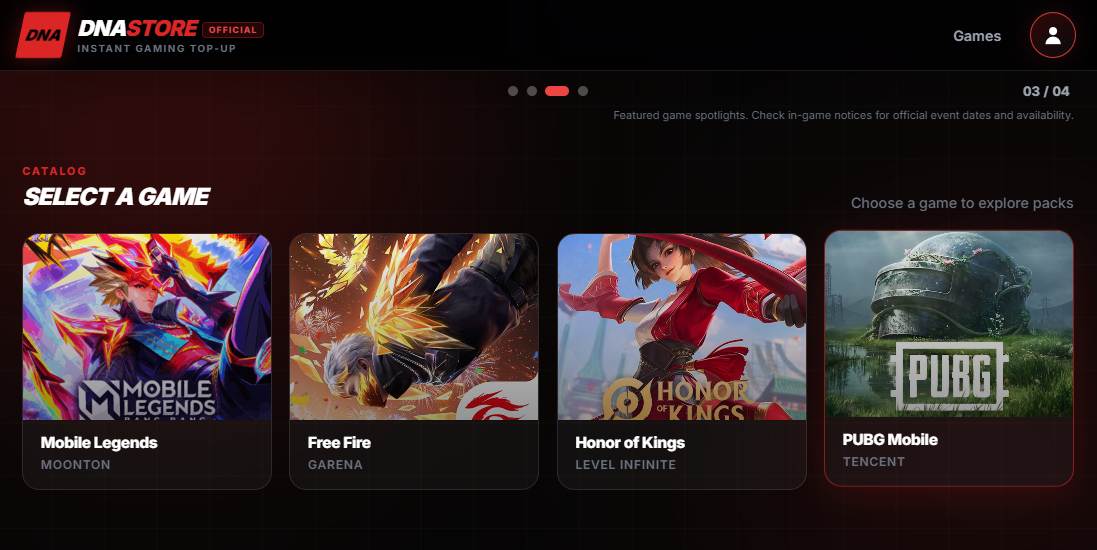 DNA
DNASTORE OFFICIAL
INSTANT GAMING TOP-UP
Games
03 / 04
Featured game spotlights. Check in-game notices for official event dates and availability.
CATALOG
SELECT A GAME
Choose a game to explore packs
MOBILE
LEGENDS
BANG BANG
HONOR
OF KINGS
PUBG
Mobile Legends
MOONTON
Free Fire
GARENA
Honor of Kings
LEVEL INFINITE
PUBG Mobile
TENCENT